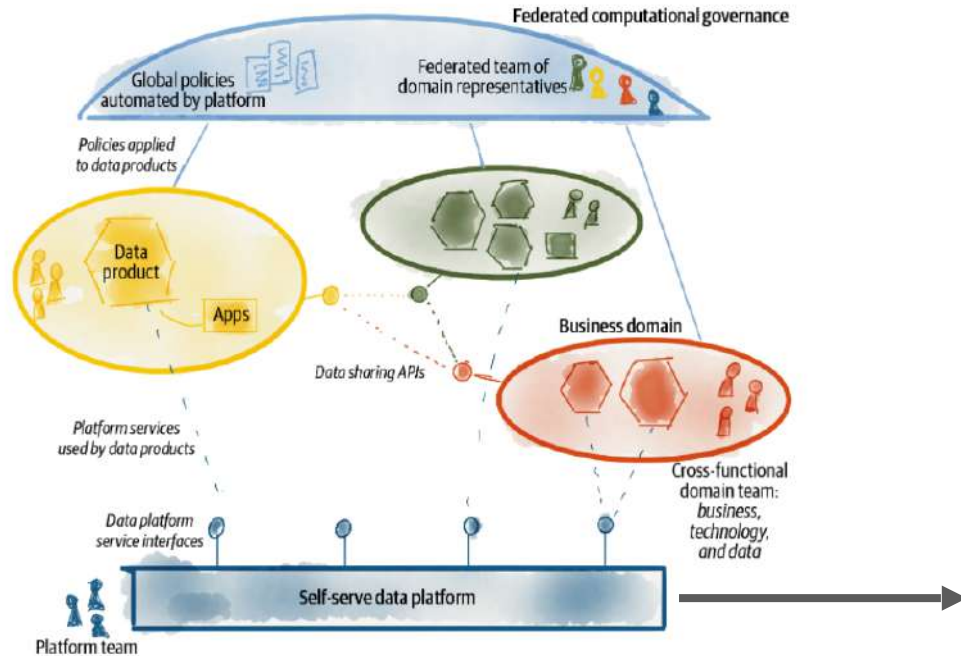 Federated computational governance
Global policies
automated by platform
Federated team of
domain representatives
Policies applied
to data products
Data
product
Apps
Business domain
Data sharing APIs
Platform services
used by data products
Cross-functional
domain team:
business,
technology,
and data
Data platform
service interfaces
Self-serve data platform
Platform team